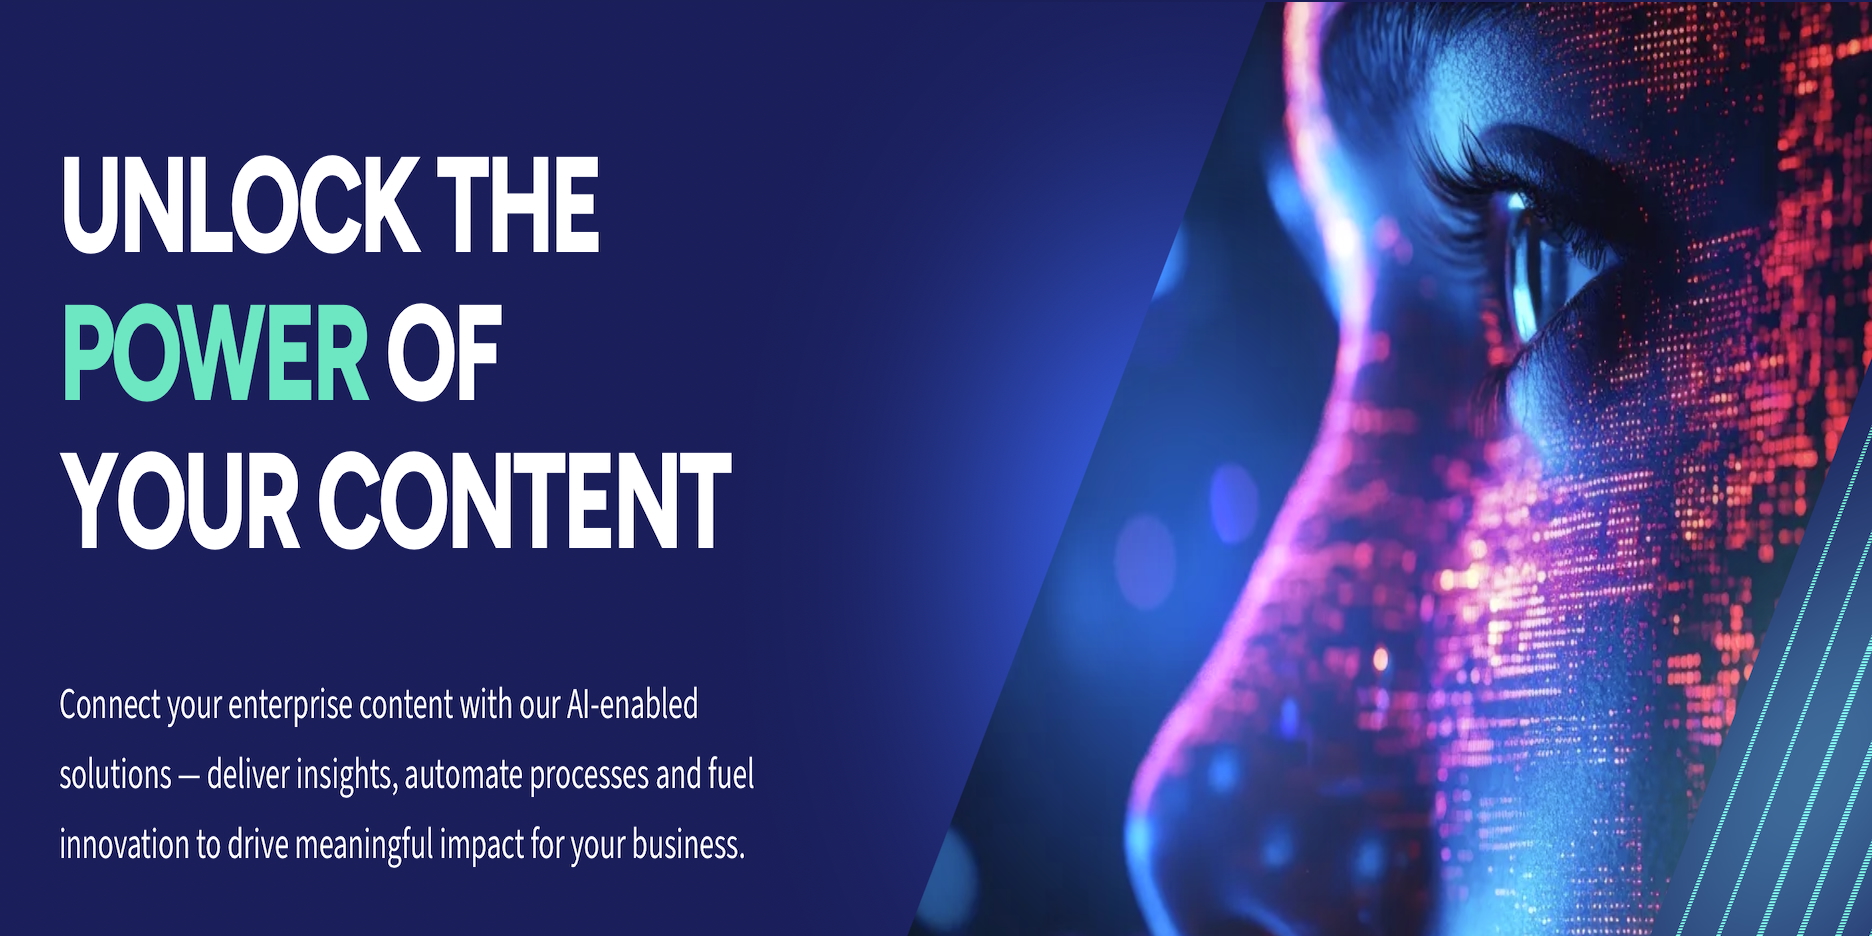 UNLOCK THE
POWER OF
YOUR CONTENT
Connect your enterprise content with our AI-enabled
solutions — deliver insights, automate processes and fuel
innovation to drive meaningful impact for your business.